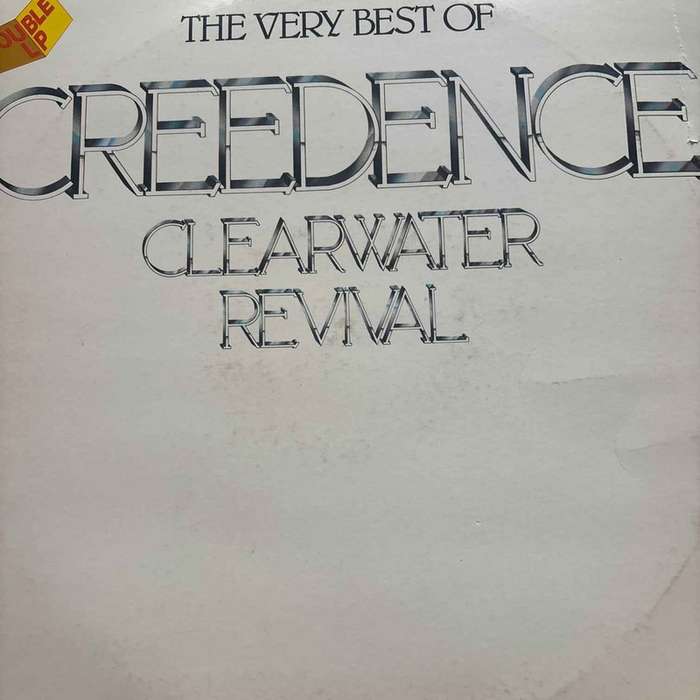 DOUBLE
LP
THE VERY BEST OF
CREEDENCE
CLEARWATER
REVIVAL